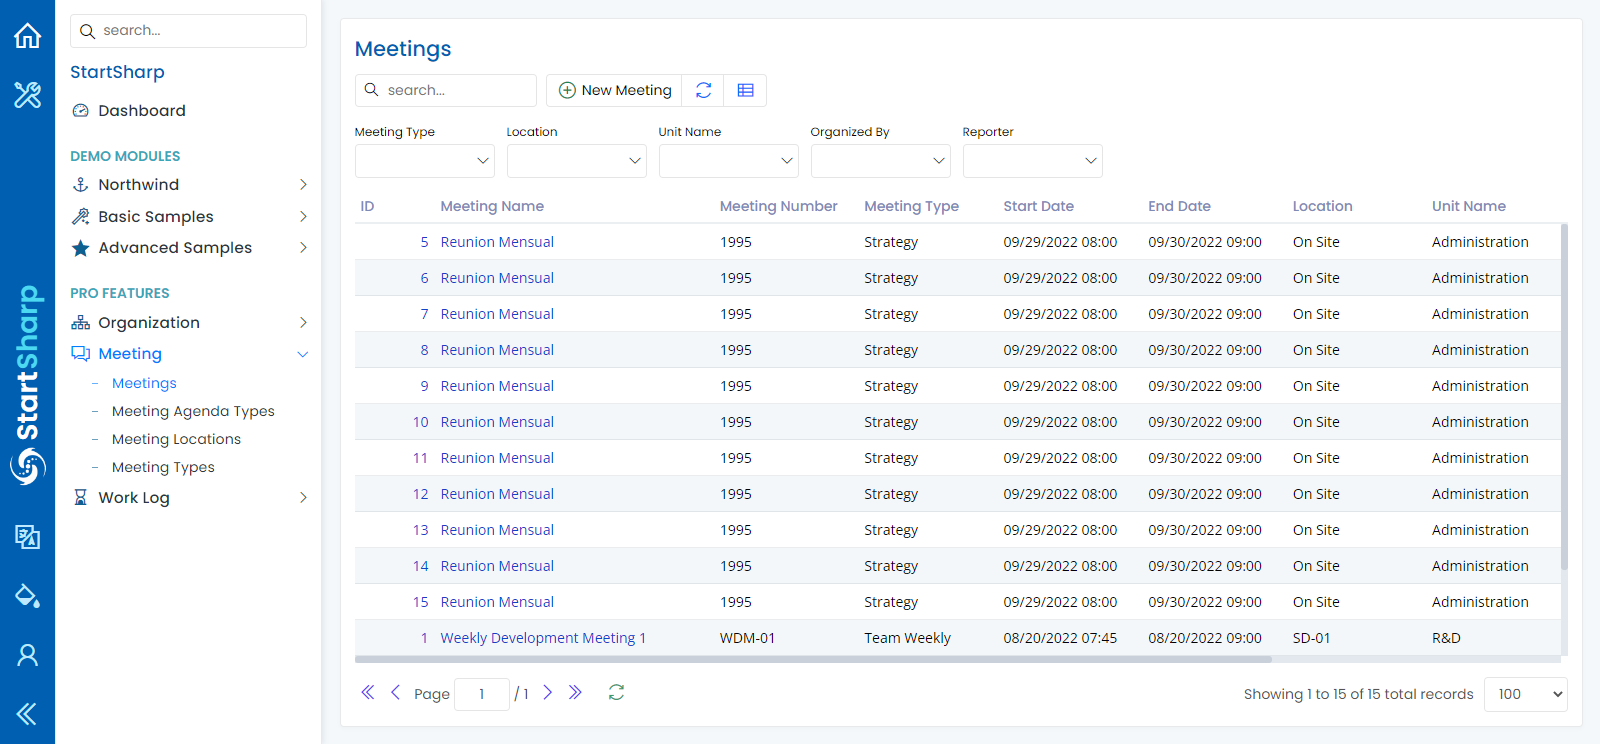 search...
StartSharp
Dashboard
DEMO MODULES
Northwind
Basic Samples
Advanced Samples
PRO FEATURES
Organization
Meeting
- Meetings
- Meeting Agenda Types
- Meeting Locations
- Meeting Types
Work Log
StartSharp
Meetings
search...
New Meeting
Meeting Type Location Unit Name Organized By Reporter
ID Meeting Name Meeting Number Meeting Type Start Date End Date Location Unit Name
5 Reunion Mensual 1995 Strategy 09/29/2022 08:00 09/30/2022 09:00 On Site Administration
6 Reunion Mensual 1995 Strategy 09/29/2022 08:00 09/30/2022 09:00 On Site Administration
7 Reunion Mensual 1995 Strategy 09/29/2022 08:00 09/30/2022 09:00 On Site Administration
8 Reunion Mensual 1995 Strategy 09/29/2022 08:00 09/30/2022 09:00 On Site Administration
9 Reunion Mensual 1995 Strategy 09/29/2022 08:00 09/30/2022 09:00 On Site Administration
10 Reunion Mensual 1995 Strategy 09/29/2022 08:00 09/30/2022 09:00 On Site Administration
11 Reunion Mensual 1995 Strategy 09/29/2022 08:00 09/30/2022 09:00 On Site Administration
12 Reunion Mensual 1995 Strategy 09/29/2022 08:00 09/30/2022 09:00 On Site Administration
13 Reunion Mensual 1995 Strategy 09/29/2022 08:00 09/30/2022 09:00 On Site Administration
14 Reunion Mensual 1995 Strategy 09/29/2022 08:00 09/30/2022 09:00 On Site Administration
15 Reunion Mensual 1995 Strategy 09/29/2022 08:00 09/30/2022 09:00 On Site Administration
1 Weekly Development Meeting 1 WDM-01 Team Weekly 08/20/2022 07:45 08/20/2022 09:00 SD-01 R&D
Page 1 / 1
Showing 1 to 15 of 15 total records 100